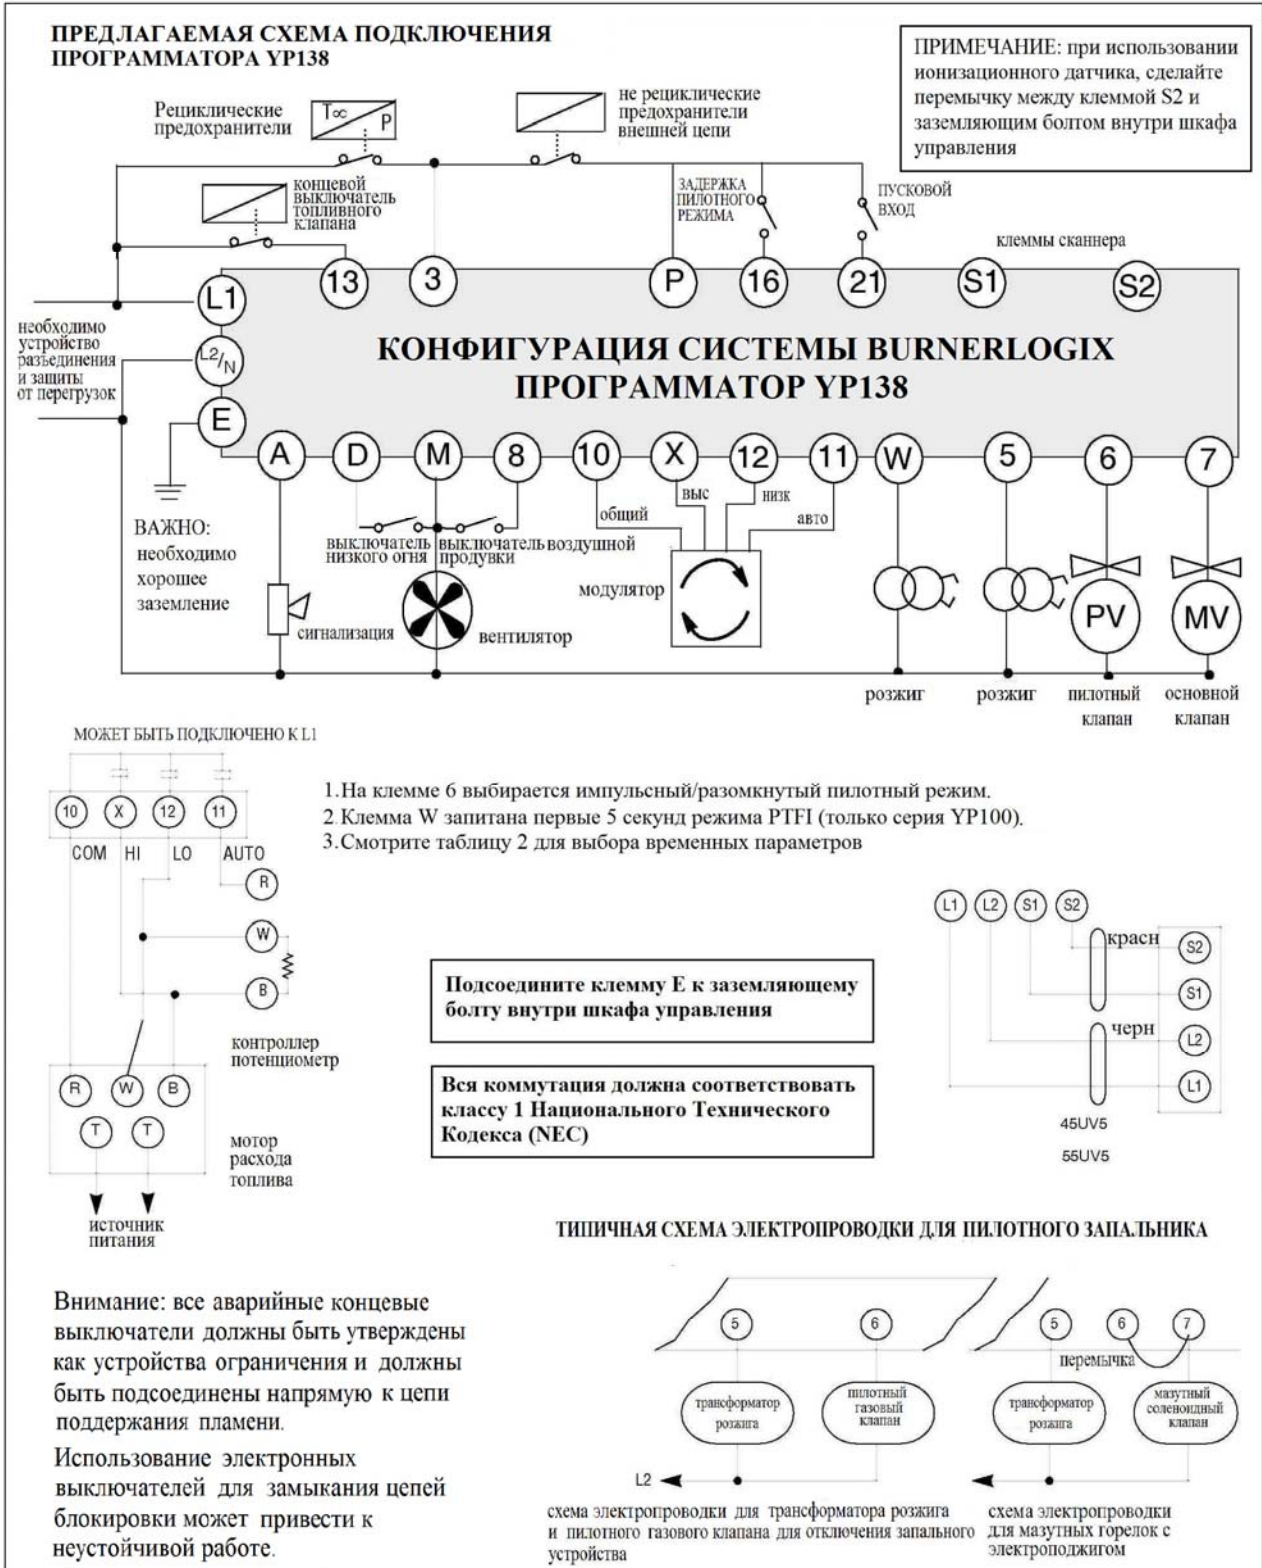 ПРЕДЛАГАЕМАЯ СХЕМА ПОДКЛЮЧЕНИЯ
ПРОГРАММАТОРА YP138
ПРИМЕЧАНИЕ: при использовании
ионизационного датчика, сделайте
перемычку между клеммой S2 и
заземляющим болтом внутри шкафа
управления
Рециклические
предохранители
T∞
P
не рециклические
предохранители
внешней цепи
концевой
выключатель
топливного
клапана
ЗАДЕРЖКА
ПИЛОТНОГО
РЕЖИМА
ПУСКОВОЙ
ВХОД
клеммы сканнера
L1
13
3
P
16
21
S1
S2
необходимо
устройство
разъединения
и защиты
от перегрузок
L2/N
E
КОНФИГУРАЦИЯ СИСТЕМЫ BURNERLOGIX
ПРОГРАММАТОР YP138
A
D
M
8
10
X
12
11
W
5
6
7
выс
низк
общий
авто
ВАЖНО:
необходимо
хорошее
заземление
выключатель
низкого огня
выключатель воздушной
продувки
модулятор
сигнализация
вентилятор
PV
MV
розжиг
розжиг
пилотный
клапан
основной
клапан
МОЖЕТ БЫТЬ ПОДКЛЮЧЕНО К L1
10
X
12
11
COM
HI
LO
AUTO
R
W
B
контроллер
потенциометр
R
W
B
T
T
мотор
расхода
топлива
источник
питания
1.На клемме 6 выбирается импульсный/разомкнутый пилотный режим.
2.Клемма W запитана первые 5 секунд режима PTFI (только серия YP100).
3.Смотрите таблицу 2 для выбора временных параметров
Подсоедините клемму E к заземляющему
болту внутри шкафа управления
Вся коммутация должна соответствовать
классу 1 Национального Технического
Кодекса (NEC)
L1
L2
S1
S2
красн
S2
S1
черн
L2
L1
45UV5
55UV5
ТИПИЧНАЯ СХЕМА ЭЛЕКТРОПРОВОДКИ ДЛЯ ПИЛОТНОГО ЗАПАЛЬНИКА
5
6
5
6
7
перемычка
трансформатор
розжига
пилотный
газовый
клапан
трансформатор
розжига
мазутный
соленоидный
клапан
L2
схема электропроводки для трансформатора розжига
и пилотного газового клапана для отключения запального
устройства
схема электропроводки
для мазутных горелок с
электроподжигом
Внимание: все аварийные концевые
выключатели должны быть утверждены
как устройства ограничения и должны
быть подсоединены напрямую к цепи
поддержания пламени.
Использование электронных
выключателей для замыкания цепей
блокировки может привести к
неустойчивой работе.